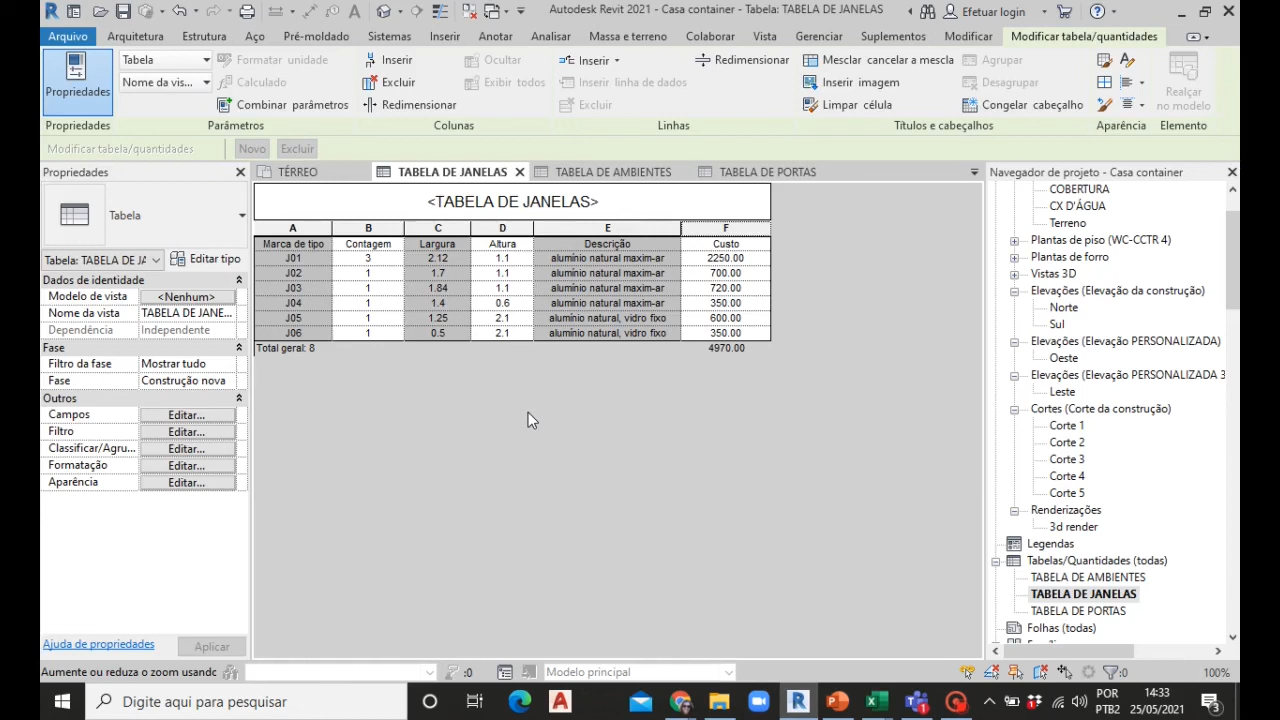 Autodesk Revit 2021 - Casa container - Tabela: TABELA DE JANELAS
Efetuar login
Arquivo Arquitetura Estrutura Aço Pré-moldado Sistemas Inserir Anotar Analisar Massa e terreno Colaborar Vista Gerenciar Suplementos Modificar Modificar tabela/quantidades
Propriedades
Tabela
Nome da vis...
Formatar unidade
Calculado
Combinar parâmetros
Inserir
Excluir
Redimensionar
Ocultar
Exibir todos
Inserir
Inserir linha de dados
Excluir
Redimensionar
Mesclar cancelar a mescla
Inserir imagem
Limpar célula
Agrupar
Desagrupar
Congelar cabeçalho
Realçar
no modelo
Propriedades Parâmetros Colunas Linhas Títulos e cabeçalhos Aparência Elemento
Modificar tabela/quantidades Novo Excluir
Propriedades
Tabela
Tabela: TABELA DE JA Editar tipo
Dados de identidade
Modelo de vista <Nenhum>
Nome da vista TABELA DE JANE...
Dependência Independente
Fase
Filtro da fase Mostrar tudo
Fase Construção nova
Outros
Campos Editar...
Filtro Editar...
Classificar/Agru... Editar...
Formatação Editar...
Aparência Editar...
Ajuda de propriedades Aplicar
TÉRREO TABELA DE JANELAS TABELA DE AMBIENTES TABELA DE PORTAS
<TABELA DE JANELAS>
A B C D E F
Marca de tipo Contagem Largura Altura Descrição Custo
J01 3 2.12 1.1 alumínio natural maxim-ar 2250.00
J02 1 1.7 1.1 alumínio natural maxim-ar 700.00
J03 1 1.84 1.1 alumínio natural maxim-ar 720.00
J04 1 1.4 0.6 alumínio natural maxim-ar 350.00
J05 1 1.25 2.1 alumínio natural, vidro fixo 600.00
J06 1 0.5 2.1 alumínio natural, vidro fixo 350.00
Total geral: 8 4970.00
Navegador de projeto - Casa container
COBERTURA
CX D'ÁGUA
Terreno
Plantas de piso (WC-CCTR 4)
Plantas de forro
Vistas 3D
Elevações (Elevação da construção)
Norte
Sul
Elevações (Elevação PERSONALIZADA)
Oeste
Elevações (Elevação PERSONALIZADA 3
Leste
Cortes (Corte da construção)
Corte 1
Corte 2
Corte 3
Corte 4
Corte 5
Renderizações
3d render
Legendas
Tabelas/Quantidades (todas)
TABELA DE AMBIENTES
TABELA DE JANELAS
TABELA DE PORTAS
Folhas (todas)
Aumente ou reduza o zoom usando :0 Modelo principal :0 100%
Digite aqui para pesquisar
POR
PTB2
14:33
25/05/2021
3